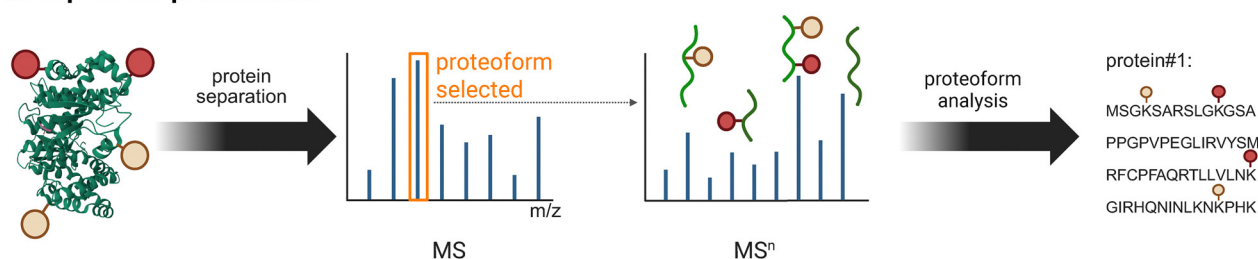 protein
separation
proteoform
selected
m/z
MS
MSⁿ
proteoform
analysis
protein#1:
MSGKSARSLGKGSA
PPGPVPEGLIRVYSM
RFCPFAQRTLLVLNK
GIRHQNINLKNKPHK